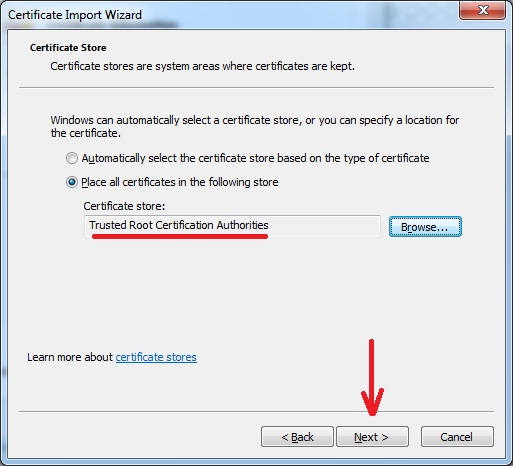 Certificate Import Wizard
Certificate Store
Certificate stores are system areas where certificates are kept.
Windows can automatically select a certificate store, or you can specify a location for
the certificate.
Automatically select the certificate store based on the type of certificate
Place all certificates in the following store
Certificate store:
Trusted Root Certification Authorities
Browse...
Learn more about certificate stores
< Back
Next >
Cancel